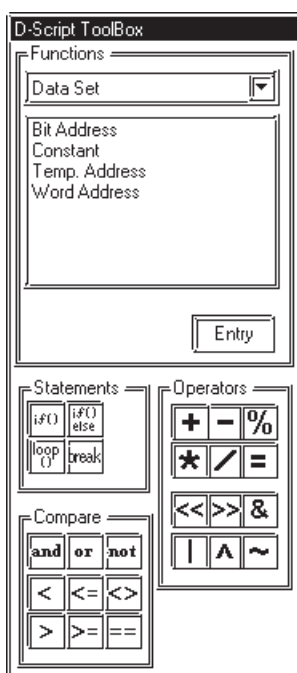 D-Script ToolBox
Functions
Data Set
Bit Address
Constant
Temp. Address
Word Address
Entry
Statements
if() if() else
loop () break
Operators
+ - %
* / =
<< >> &
| ^ ~
Compare
and or not
< <= <>
> >= ==